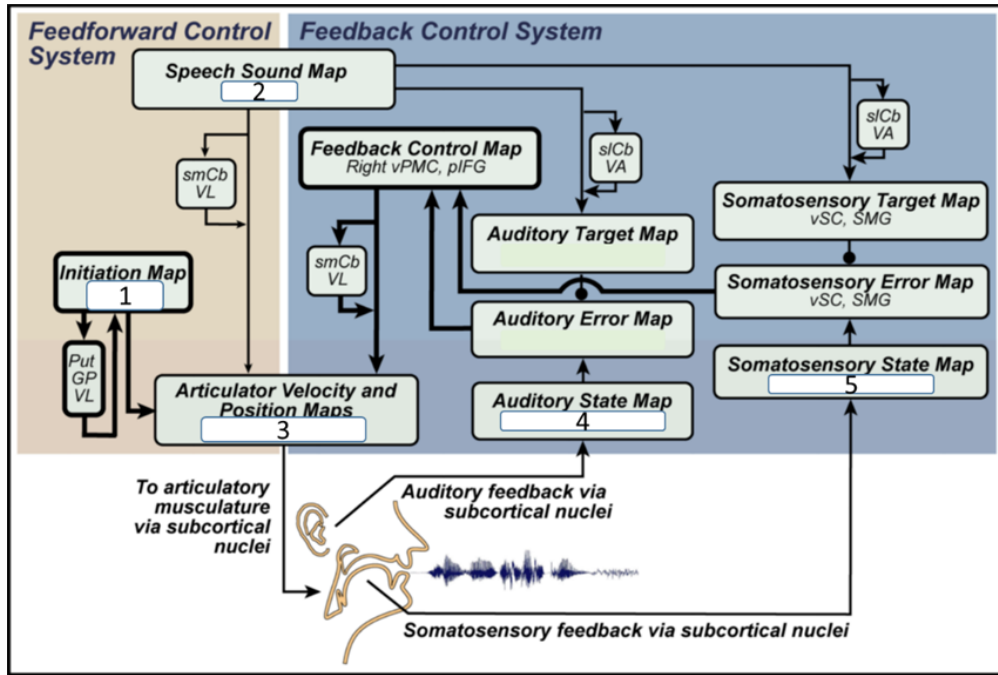 Feedforward Control
System
Feedback Control System
Speech Sound Map
2
smCb
VL
Feedback Control Map
Right vPMC, pIFG
slCb
VA
slCb
VA
Somatosensory Target Map
vSC, SMG
Auditory Target Map
smCb
VL
Initiation Map
1
Somatosensory Error Map
vSC, SMG
Auditory Error Map
Put
GP
VL
Somatosensory State Map
5
Articulator Velocity and
Position Maps
3
Auditory State Map
4
To articulatory
musculature
via subcortical
nuclei
Auditory feedback via
subcortical nuclei
Somatosensory feedback via subcortical nuclei